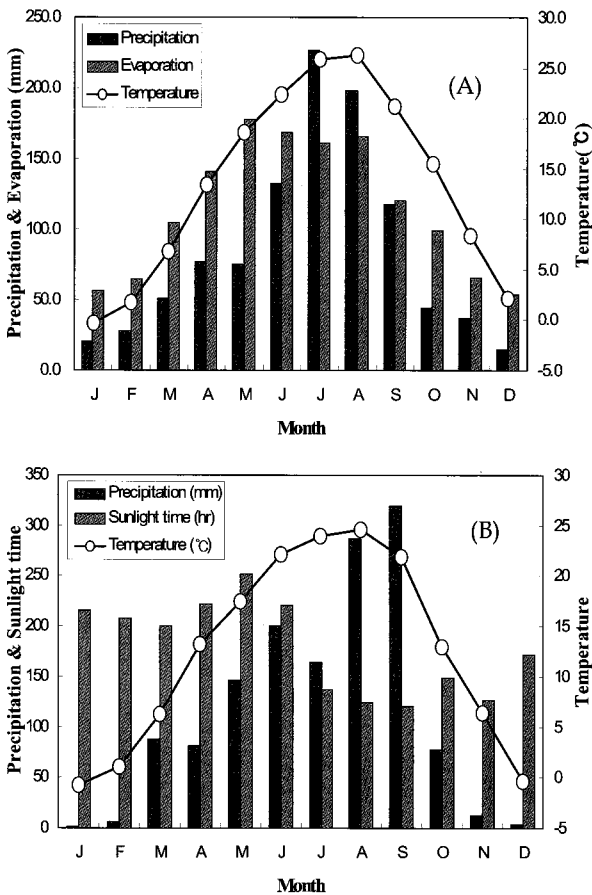 250.0
200.0
150.0
100.0
50.0
0.0
Precipitation & Evaporation (mm)
Precipitation
Evaporation
Temperature
(A)
30.0
25.0
20.0
15.0
10.0
5.0
0.0
-5.0
Temperature(℃)
J F M A M J J A S O N D
Month
350
300
250
200
150
100
50
0
Precipitation & Sunlight time
Precipitation (mm)
Sunlight time (hr)
Temperature (℃)
(B)
30
25
20
15
10
5
0
-5
Temperature
J F M A M J J A S O N D
Month